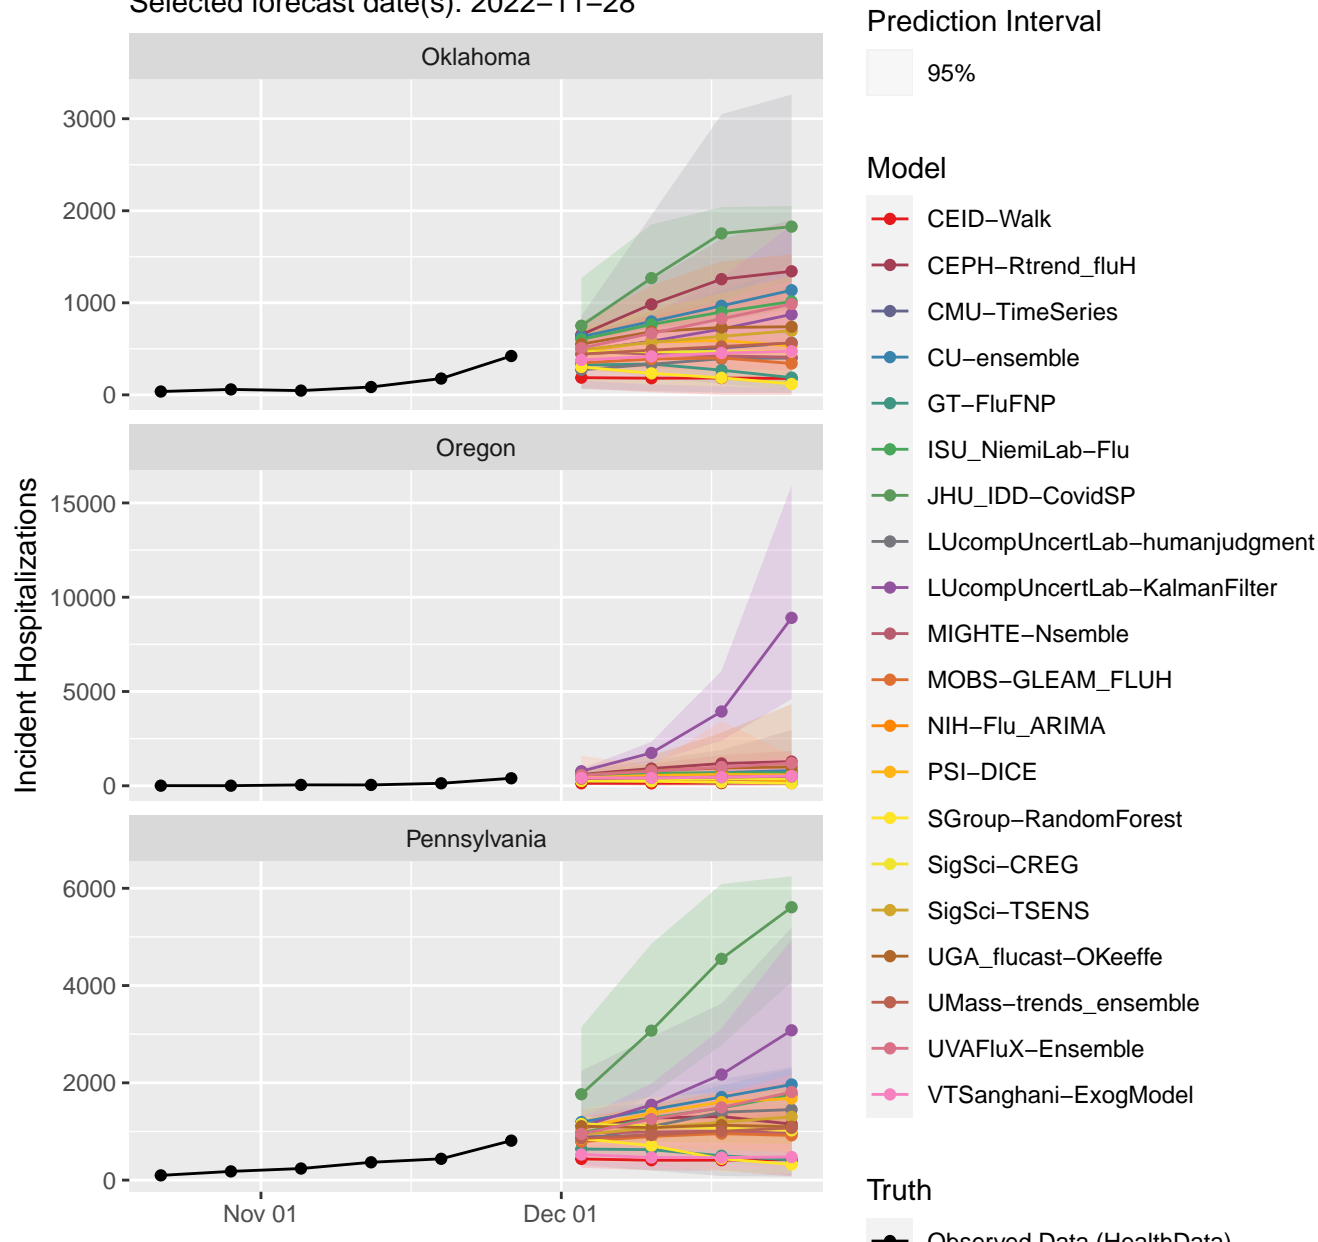 Selected forecast date(s): 2022−11−28
Oklahoma
3000
2000
1000
0
Oregon
15000
10000
5000
0
Pennsylvania
6000
4000
2000
0
Nov 01
Dec 01
Incident Hospitalizations
Prediction Interval
95%
Model
CEID−Walk
CEPH−Rtrend_fluH
CMU−TimeSeries
CU−ensemble
GT−FluFNP
ISU_NiemiLab−Flu
JHU_IDD−CovidSP
LUcompUncertLab−humanjudgment
LUcompUncertLab−KalmanFilter
MIGHTE−Nsemble
MOBS−GLEAM_FLUH
NIH−Flu_ARIMA
PSI−DICE
SGroup−RandomForest
SigSci−CREG
SigSci−TSENS
UGA_flucast−OKeeffe
UMass−trends_ensemble
UVAFluX−Ensemble
VTSanghani−ExogModel
Truth
Observed Data (HealthData)